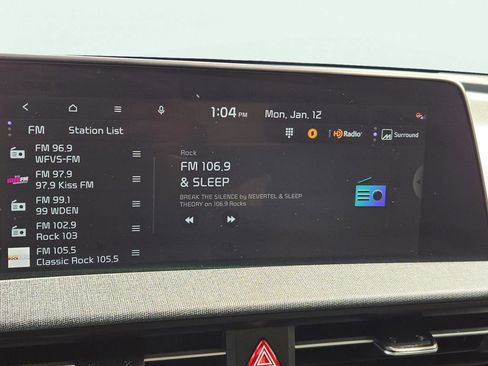 1:04 PM
Mon, Jan. 12
FM
Station List
HD Radio
Surround
FM 96.9
WFVS-FM
FM 97.9
97.9 Kiss FM
FM 99.1
99 WDEN
FM 102.9
Rock 103
FM 105.5
Classic Rock 105.5
Rock
FM 106.9
& SLEEP
BREAK THE SILENCE by NEVERTEL & SLEEP
THEORY on 106.9 Rocks